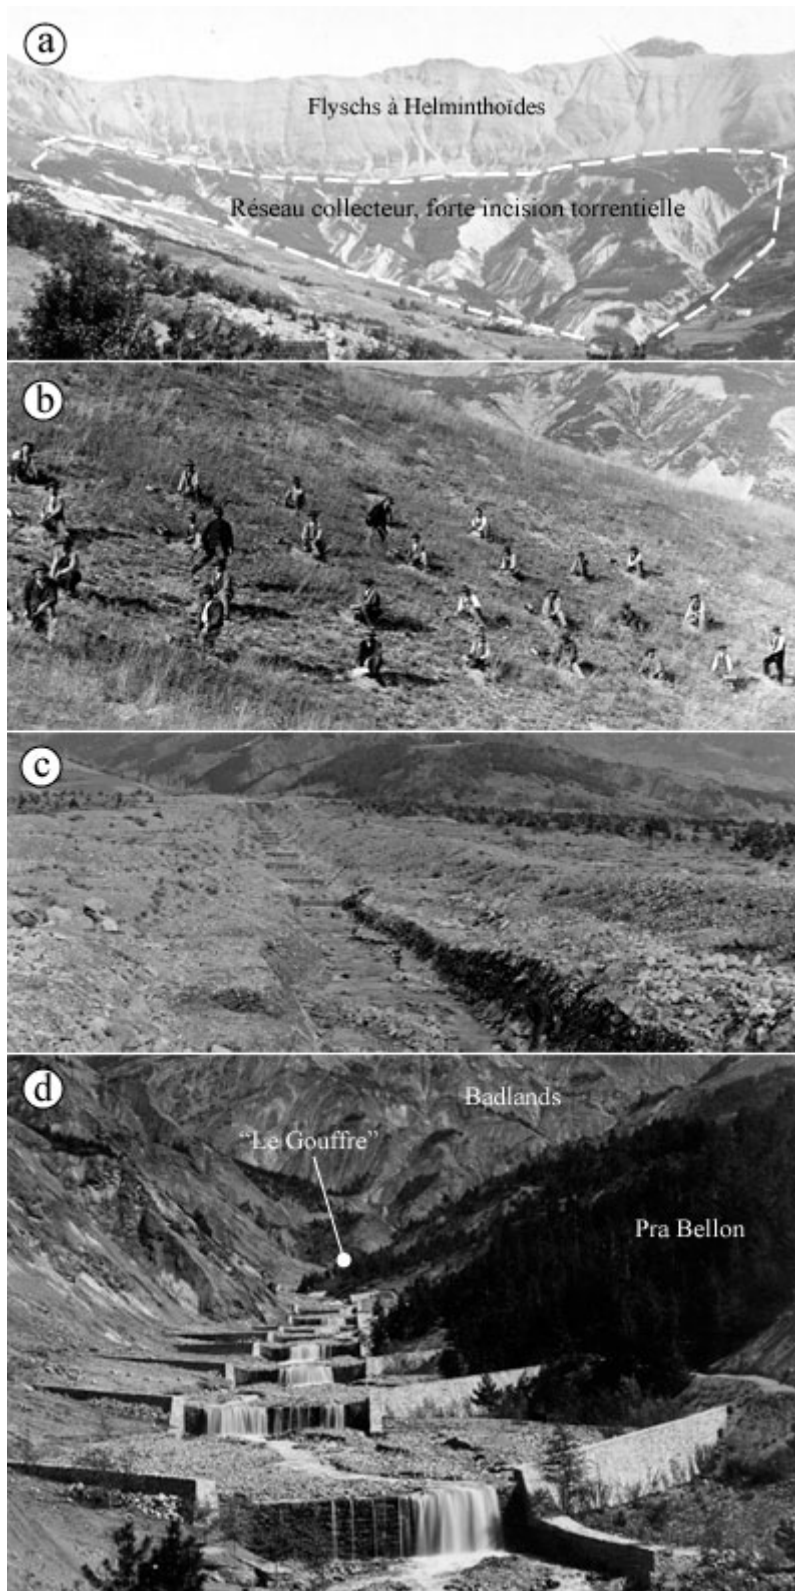 a
Flyschs à Helminthoïdes
Réseau collecteur, forte incision torrentielle
b
c
d
Badlands
“Le Gouffre”
Pra Bellon